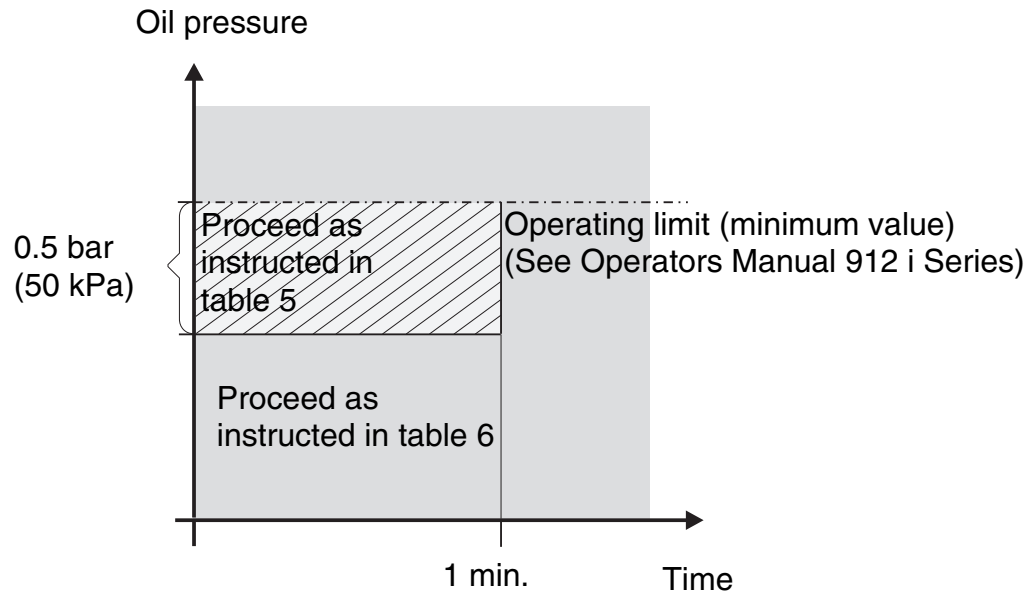 Oil pressure
0.5 bar
(50 kPa)
Proceed as
instructed in
table 5
Operating limit (minimum value)
(See Operators Manual 912 i Series)
Proceed as
instructed in table 6
1 min.
Time